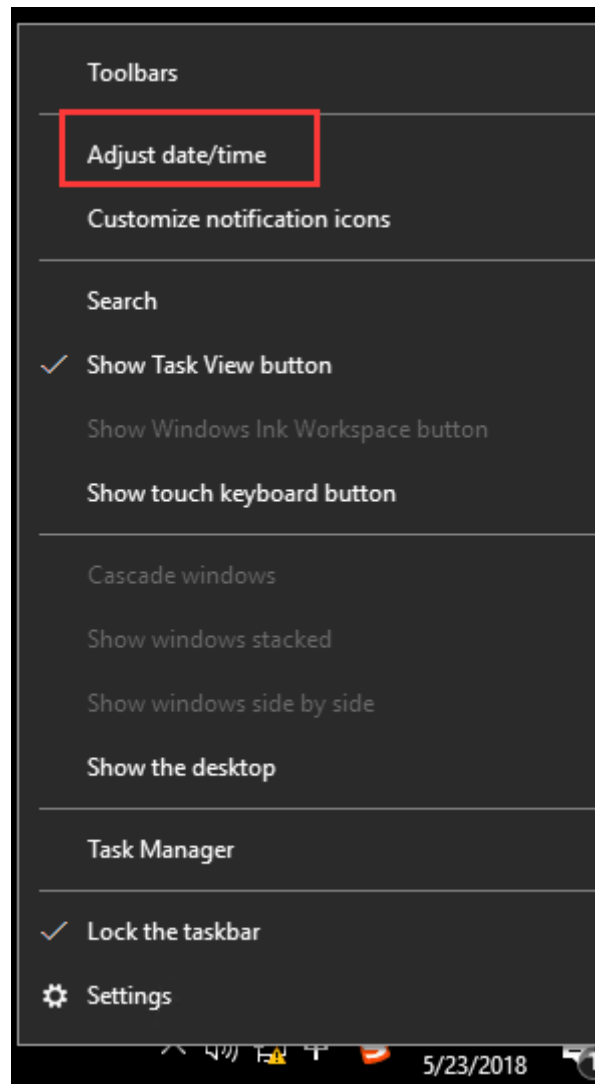 Toolbars
Adjust date/time
Customize notification icons
Search
Show Task View button
Show Windows Ink Workspace button
Show touch keyboard button
Cascade windows
Show windows stacked
Show windows side by side
Show the desktop
Task Manager
Lock the taskbar
Settings
中
5/23/2018
1